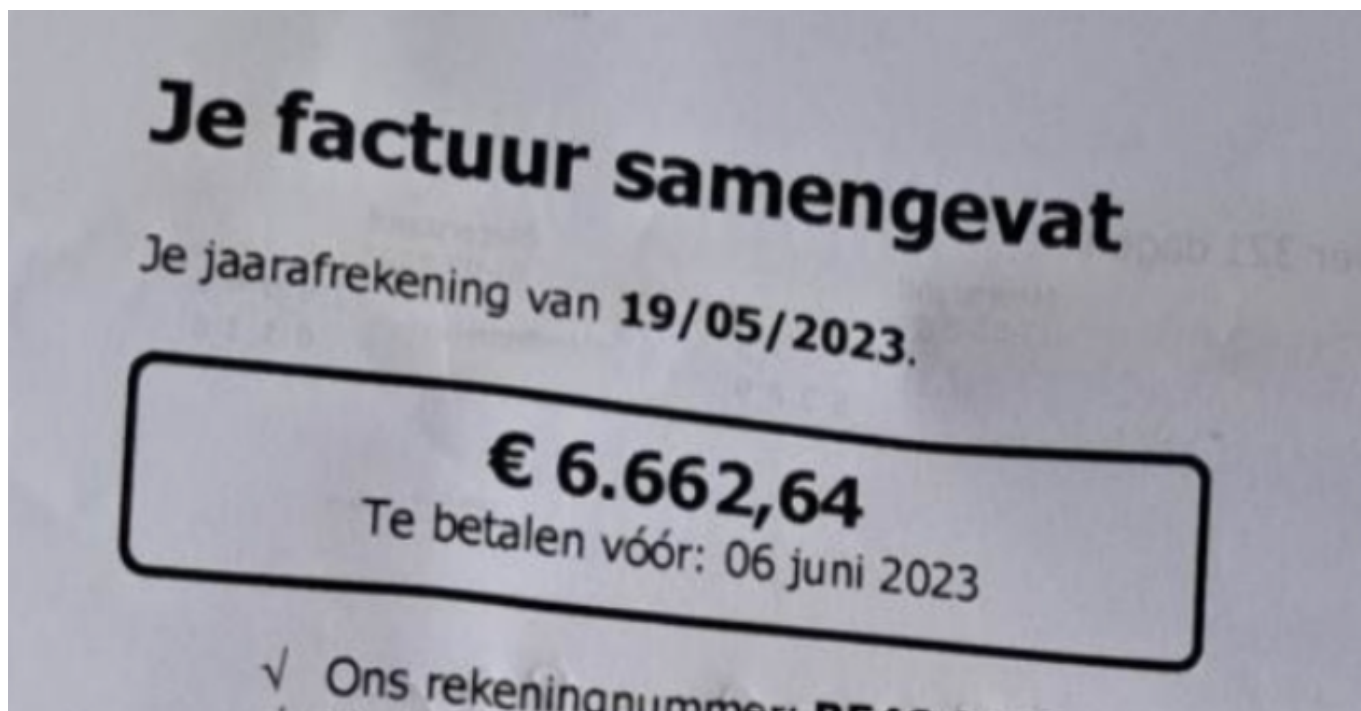 Je factuur samengevat
Je jaarafrekening van 19/05/2023.
€ 6.662,64
Te betalen vóór: 06 juni 2023
√ Ons rekeningnummer: